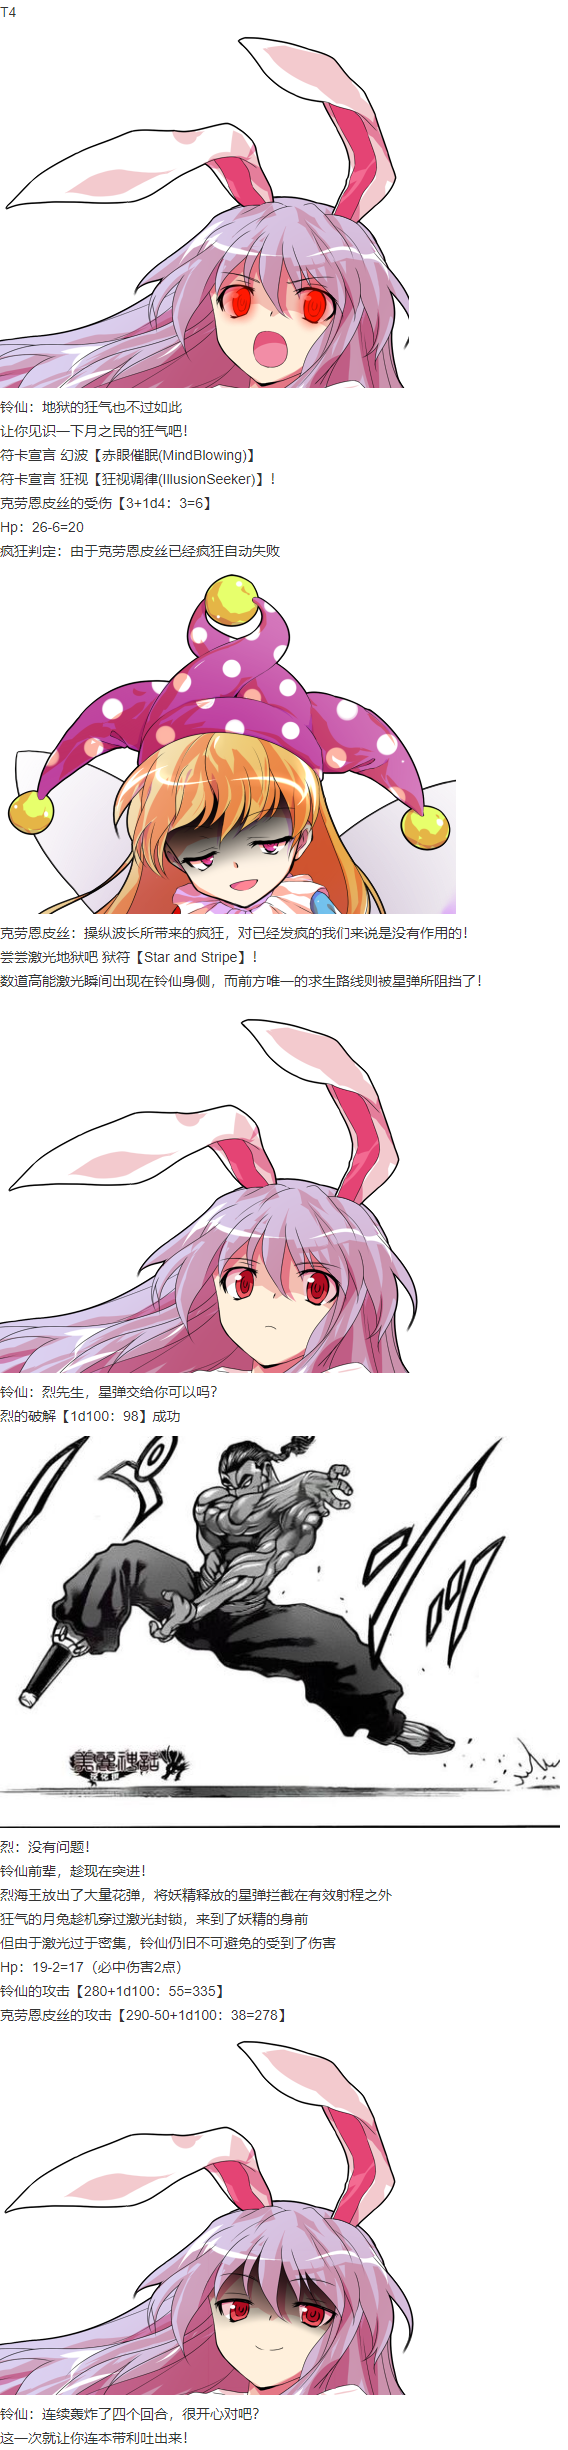 T4
铃仙：地狱的狂气也不过如此
让你见识一下月之民的狂气吧！
符卡宣言 幻波【赤眼催眠(MindBlowing)】
符卡宣言 狂视【狂视调律(IllusionSeeker)】！
克劳恩皮丝的受伤【3+1d4：3=6】
Hp：26-6=20
疯狂判定：由于克劳恩皮丝已经疯狂自动失败
克劳恩皮丝：操纵波长所带来的疯狂，对已经发疯的我们来说是没有作用的！
尝尝激光地狱吧 狱符【Star and Stripe】！
数道高能激光瞬间出现在铃仙身侧，而前方唯一的求生路线则被星弹所阻挡了！
铃仙：烈先生，星弹交给你可以吗？
烈的破解【1d100：98】成功
美麗神話
烈：没有问题！
铃仙前辈，趁现在突进！
烈海王放出了大量花弹，将妖精释放的星弹拦截在有效射程之外
狂气的月兔趁机穿过激光封锁，来到了妖精的身前
但由于激光过于密集，铃仙仍旧不可避免的受到了伤害
Hp：19-2=17（必中伤害2点）
铃仙的攻击【280+1d100：55=335】
克劳恩皮丝的攻击【290-50+1d100：38=278】
铃仙：连续轰炸了四个回合，很开心对吧？
这一次就让你连本带利吐出来！